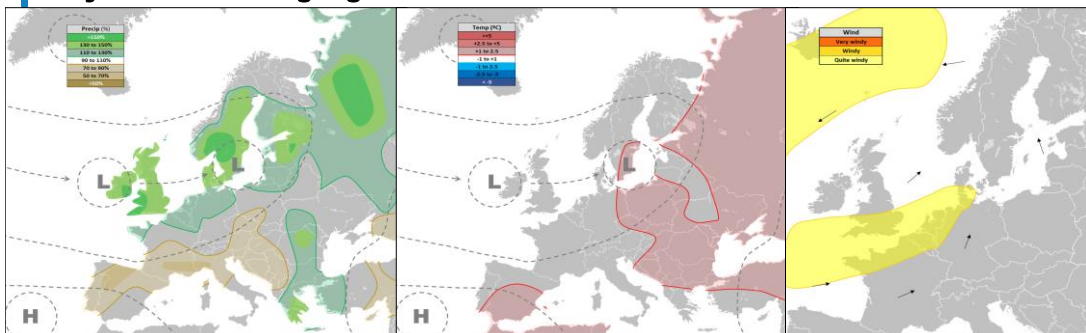 Precip (%)
>150%
130 to 150%
110 to 130%
90 to 110%
70 to 90%
50 to 70%
<50%
L
L
H
Temp (ºC)
>+5
+2.5 to +5
+1 to 2.5
-1 to +1
-1 to 2.5
-2.5 to -5
< -5
L
L
H
Wind
Very windy
Windy
Quite windy